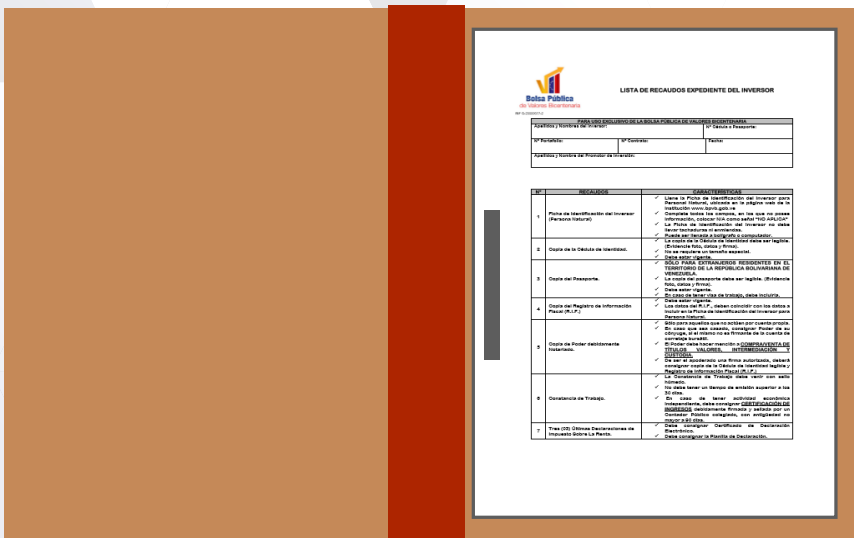 Bolsa Pública
de Valores Bicentenaria
LISTA DE RECAUDOS EXPEDIENTE DEL INVERSOR
PARA USO EXCLUSIVO DE LA BOLSA PÚBLICA DE VALORES BICENTENARIA
Apellidos y Nombres del Inversor:
Nº Cédula o Pasaporte:
Nº Portafolio:
Nº Contrato:
Fecha:
Apellidos y Nombre del Promotor de Inversión:
Nº
RECAUDOS
CARACTERÍSTICAS
1
Ficha de Identificación del Inversor
(Persona Natural)
✓ Llene la Ficha de Identificación del Inversor para
Personal Natural, ubicada en la página web de la
institución www.bpvb.gob.ve
✓ Complete todos los campos, en los que no posea
información, colocar N/A como señal "NO APLICA"
✓ La Ficha de Identificación del Inversor no debe
llevar tachaduras ni enmiendas.
✓ Puede ser llenada a bolígrafo o computador.
2
Copia de la Cédula de Identidad.
✓ La copia de la Cédula de Identidad debe ser legible.
(Evidencie foto, datos y firma).
✓ No se requiere un tamaño especial.
✓ Debe estar vigente.
3
Copia del Pasaporte.
✓ SÓLO PARA EXTRANJEROS RESIDENTES EN EL
TERRITORIO DE LA REPÚBLICA BOLIVARIANA DE
VENEZUELA.
✓ La copia del pasaporte debe ser legible. (Evidencie
foto, datos y firma).
✓ Debe estar vigente.
✓ En caso de tener visa de trabajo, debe incluirla.
4
Copia del Registro de Información
Fiscal (R.I.F.)
✓ Debe estar vigente.
✓ Los datos del R.I.F., deben coincidir con los datos a
incluir en la Ficha de Identificación del Inversor para
Persona Natural.
5
Copia de Poder debidamente
Notariado.
✓ Sólo para aquellos que no actúen por cuenta propia.
✓ En caso que sea casado, consignar Poder de su
cónyuge, si el mismo no es firmante de la cuenta de
corretaje bursátil.
✓ El Poder debe hacer mención a COMPRA/VENTA DE
TÍTULOS VALORES, INTERMEDIACIÓN Y
CUSTODIA.
✓ De ser el apoderado una firma autorizada, deberá
consignar copia de la Cédula de Identidad legible y
Registro de Información Fiscal (R.I.F.).
6
Constancia de Trabajo.
✓ La Constancia de Trabajo debe venir con sello
húmedo.
✓ No debe tener un tiempo de emisión superior a los
30 días.
✓ En caso de tener actividad económica
independiente, debe consignar CERTIFICACIÓN DE
INGRESOS debidamente firmada y sellada por un
Contador Público colegiado, con antigüedad no
mayor a 90 días.
7
Tres (03) Últimas Declaraciones de
Impuesto Sobre La Renta.
✓ Debe consignar Certificado de Declaración
Electrónico.
✓ Debe consignar la Planilla de Declaración.